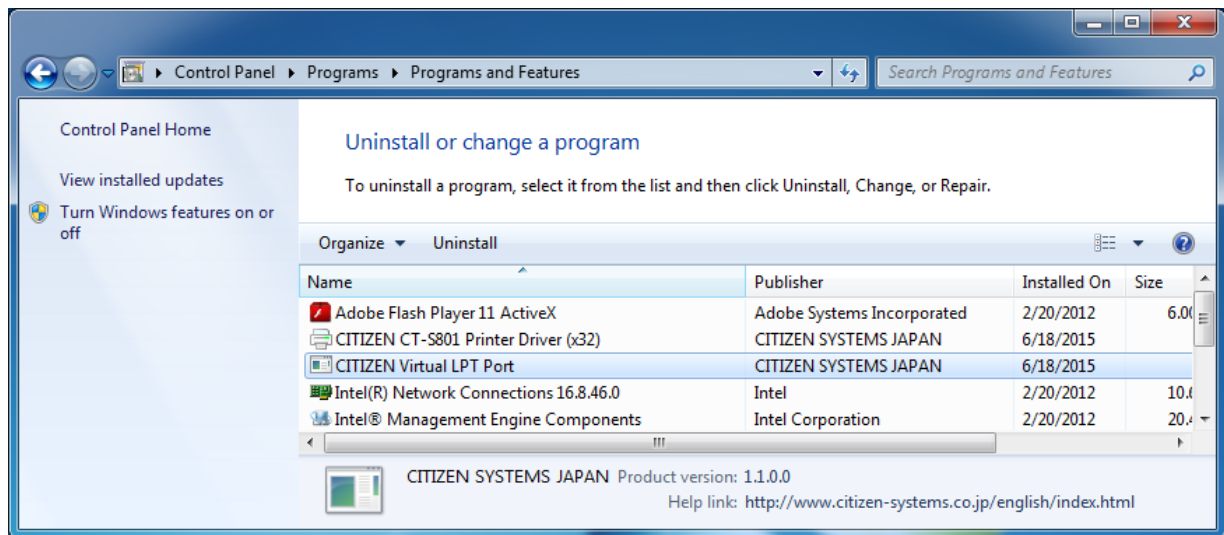 Control Panel Programs Programs and Features Search Programs and Features
Control Panel Home
View installed updates
Turn Windows features on or
off
Uninstall or change a program
To uninstall a program, select it from the list and then click Uninstall, Change, or Repair.
Organize Uninstall
Name Publisher Installed On Size
Adobe Flash Player 11 ActiveX Adobe Systems Incorporated 2/20/2012 6.00
CITIZEN CT-S801 Printer Driver (x32) CITIZEN SYSTEMS JAPAN 6/18/2015
CITIZEN Virtual LPT Port CITIZEN SYSTEMS JAPAN 6/18/2015
Intel(R) Network Connections 16.8.46.0 Intel 2/20/2012
Intel® Management Engine Components Intel Corporation 2/20/2012
CITIZEN SYSTEMS JAPAN Product version: 1.1.0.0
Help link: http://www.citizen-systems.co.jp/english/index.html